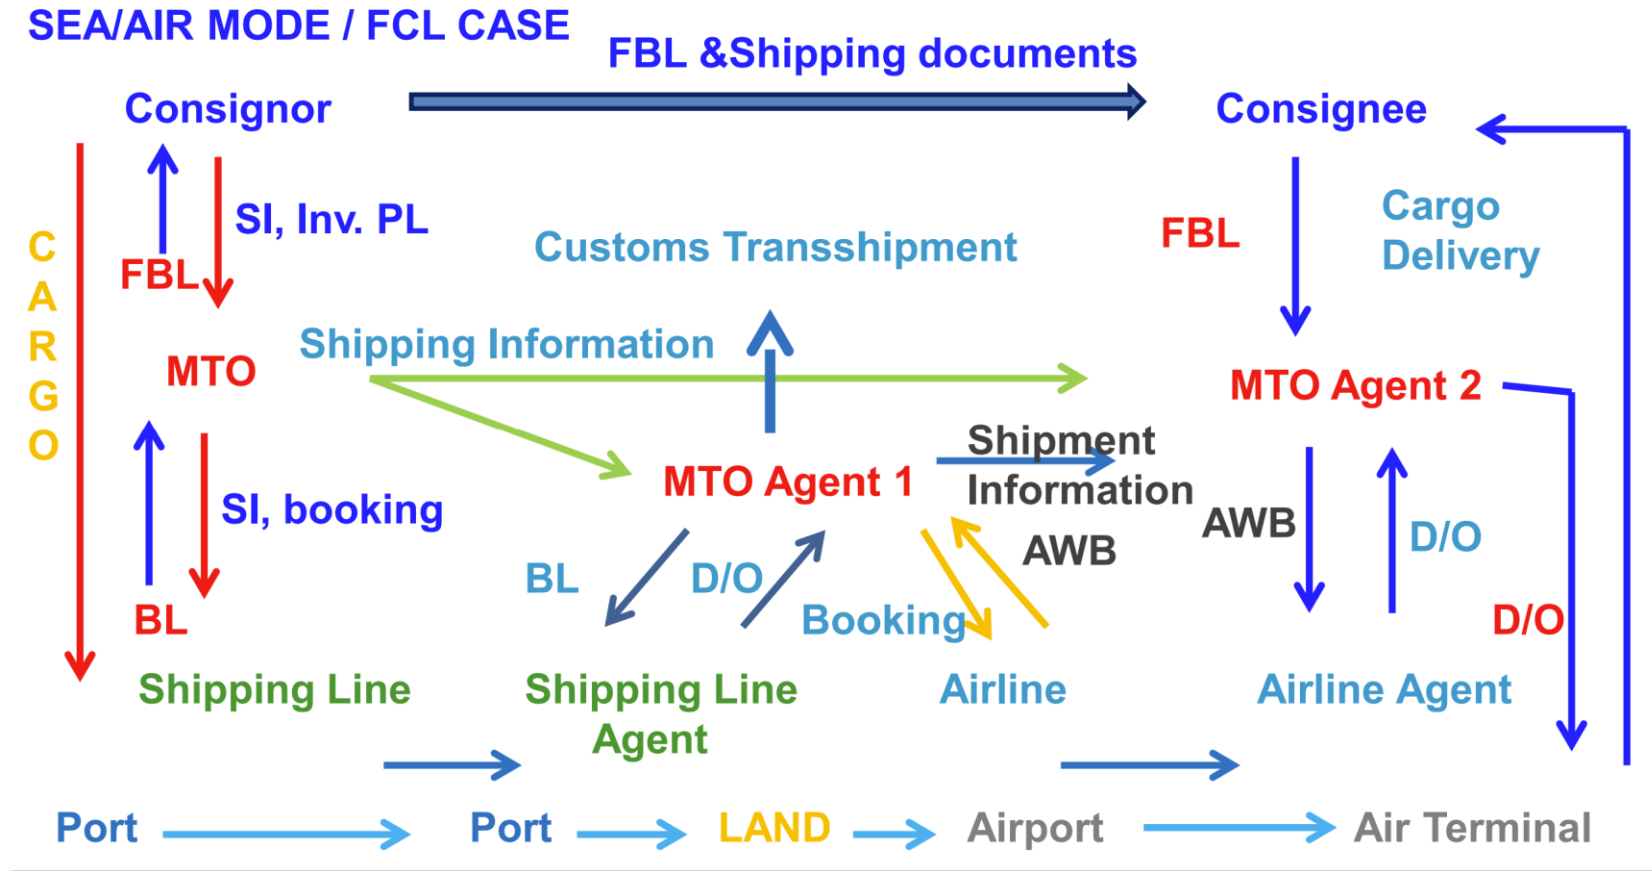 SEA/AIR MODE / FCL CASE
FBL &Shipping documents
Consignor
Consignee
SI, Inv. PL
FBL
C
A
R
G
O
Customs Transshipment
FBL
Cargo
Delivery
Shipping Information
MTO
MTO Agent 2
MTO Agent 1
Shipment
Information
SI, booking
AWB
AWB
D/O
BL
D/O
BL
Booking
D/O
Shipping Line
Shipping Line
Agent
Airline
Airline Agent
Port
Port
LAND
Airport
Air Terminal